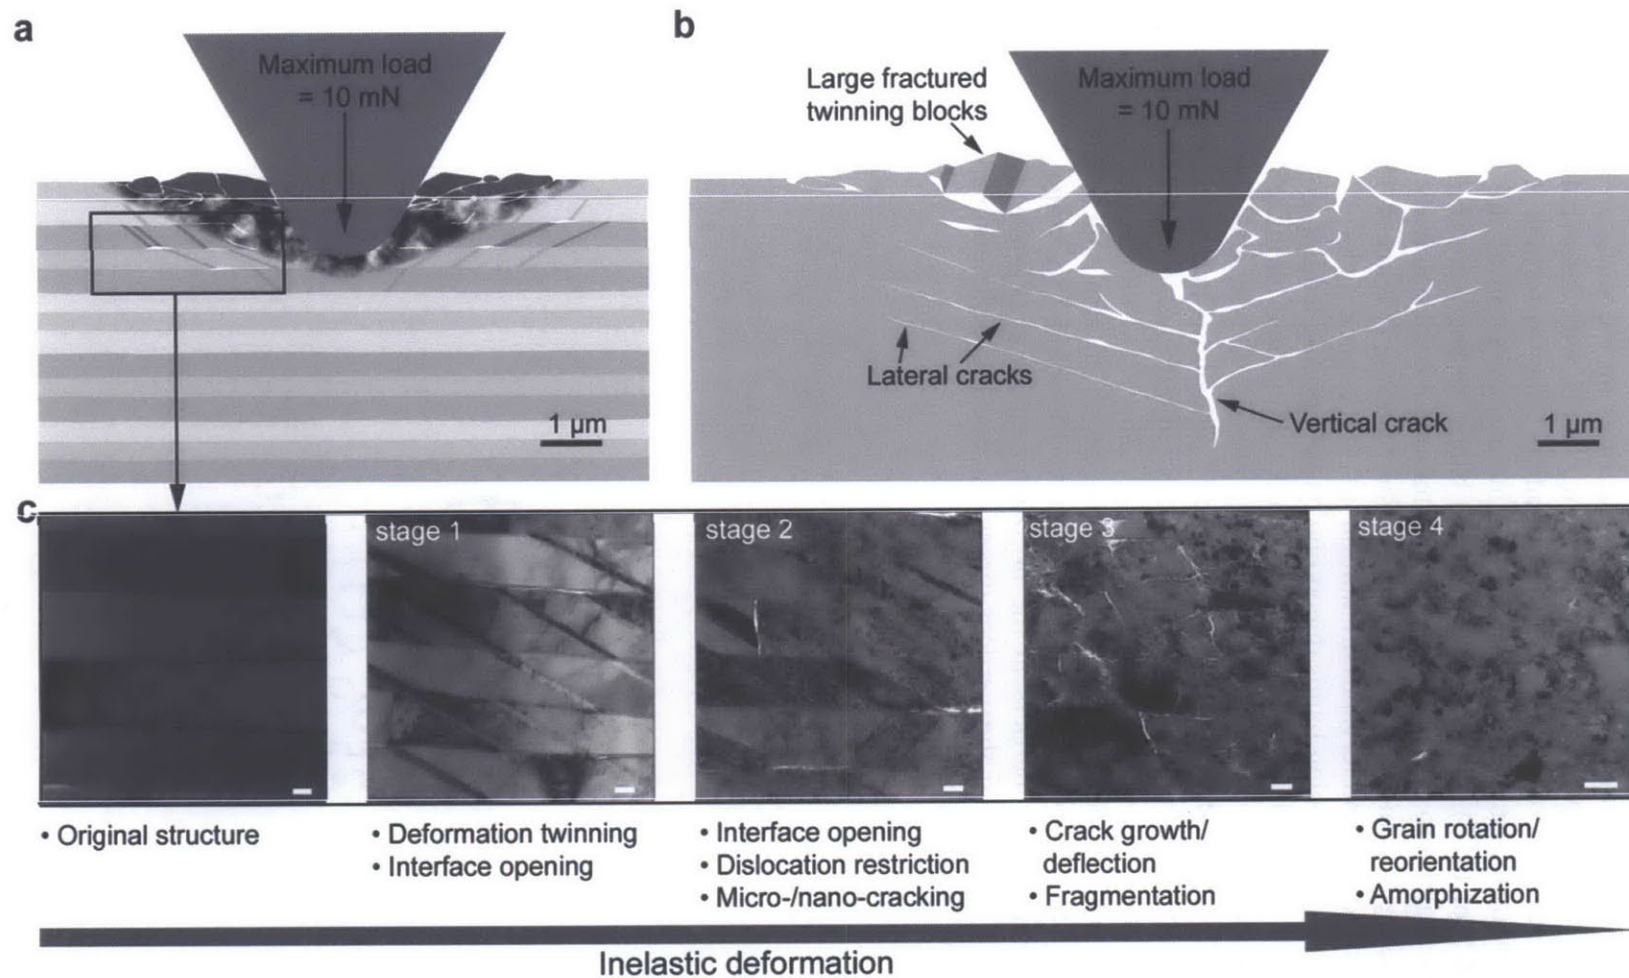 a
Maximum load
= 10 mN
1 µm
b
Large fractured
twinning blocks
Maximum load
= 10 mN
Lateral cracks
Vertical crack
1 µm
c
stage 1
stage 2
stage 3
stage 4
• Original structure
• Deformation twinning
• Interface opening
• Interface opening
• Dislocation restriction
• Micro-/nano-cracking
• Crack growth/
deflection
• Fragmentation
• Grain rotation/
reorientation
• Amorphization
Inelastic deformation